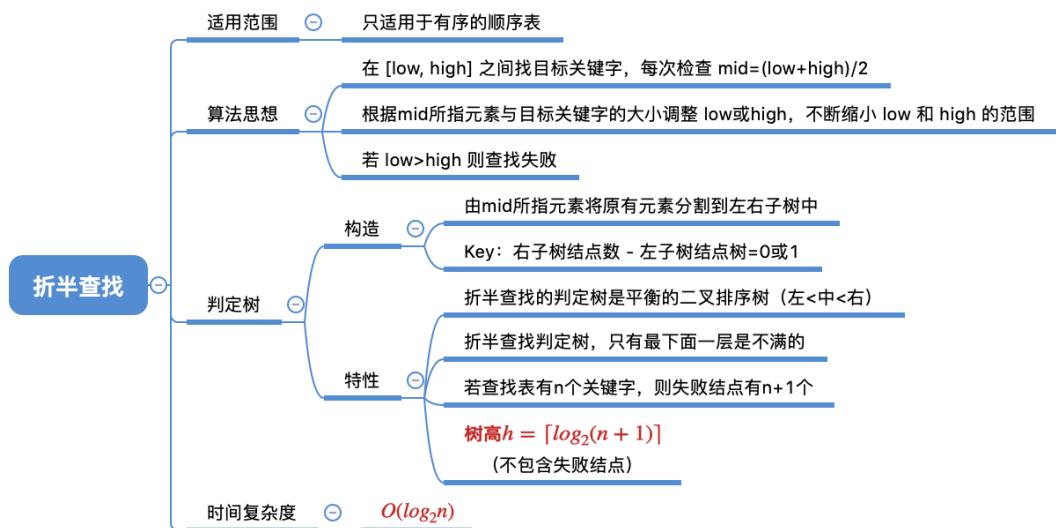 折半查找
适用范围
只适用于有序的顺序表
算法思想
在 [low, high] 之间找目标关键字，每次检查 mid=(low+high)/2
根据mid所指元素与目标关键字的大小调整 low或high，不断缩小 low 和 high 的范围
若 low>high 则查找失败
判定树
构造
由mid所指元素将原有元素分割到左右子树中
Key：右子树结点数 - 左子树结点树=0或1
特性
折半查找的判定树是平衡的二叉排序树（左<中<右）
折半查找判定树，只有最下面一层是不满的
若查找表有n个关键字，则失败结点有n+1个
树高h = ⌈log₂(n + 1)⌉
（不包含失败结点）
时间复杂度
O(log₂n)